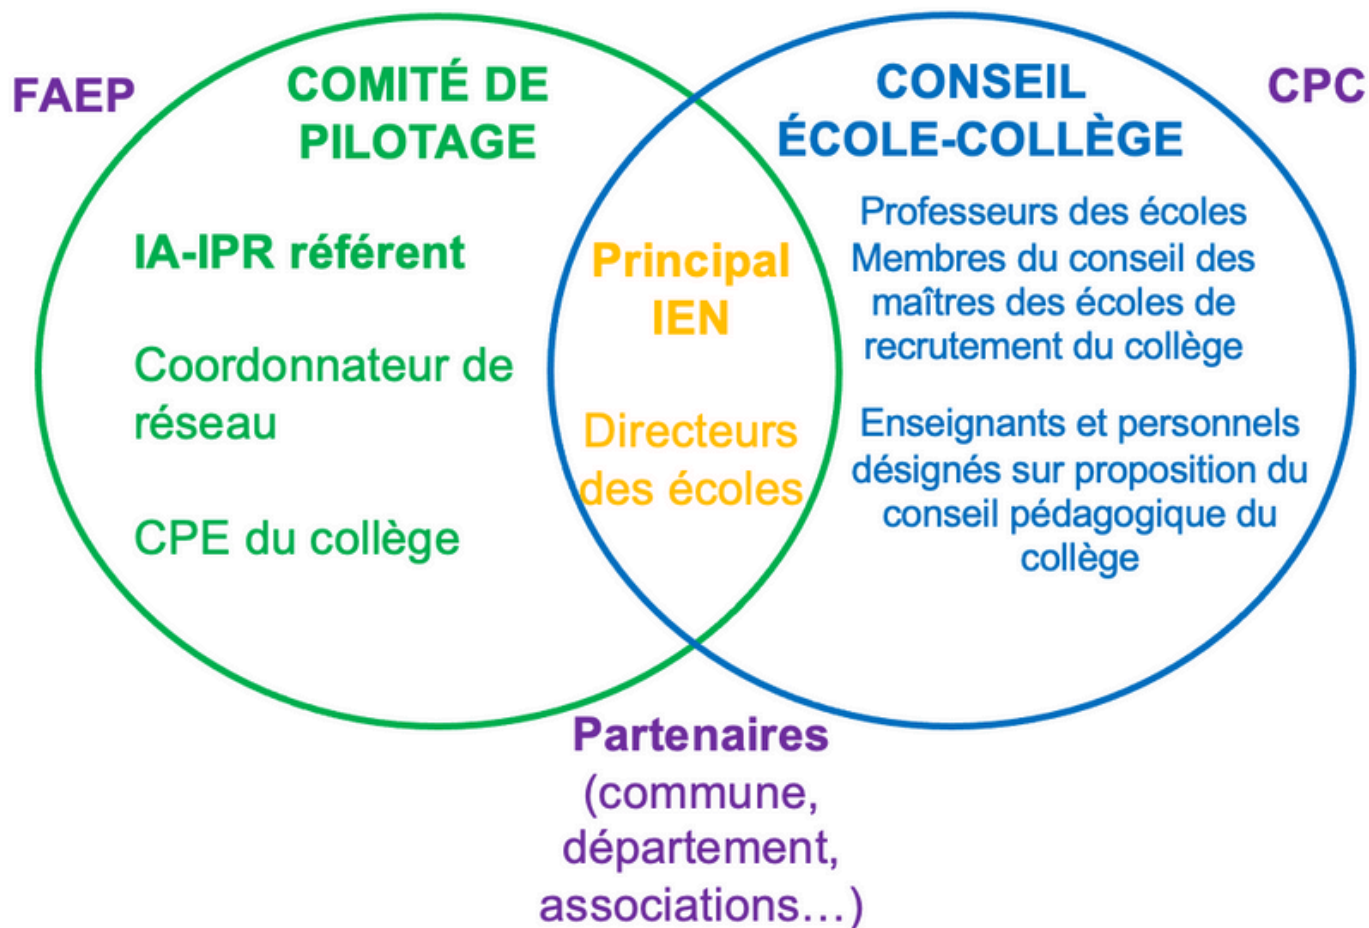 FAEP
COMITÉ DE
PILOTAGE
IA-IPR référent
Coordonnateur de
réseau
CPE du collège
Principal
IEN
Directeurs
des écoles
CONSEIL
ÉCOLE-COLLÈGE
Professeurs des écoles
Membres du conseil des
maîtres des écoles de
recrutement du collège
Enseignants et personnels
désignés sur proposition du
conseil pédagogique du
collège
CPC
Partenaires
(commune,
département,
associations…)